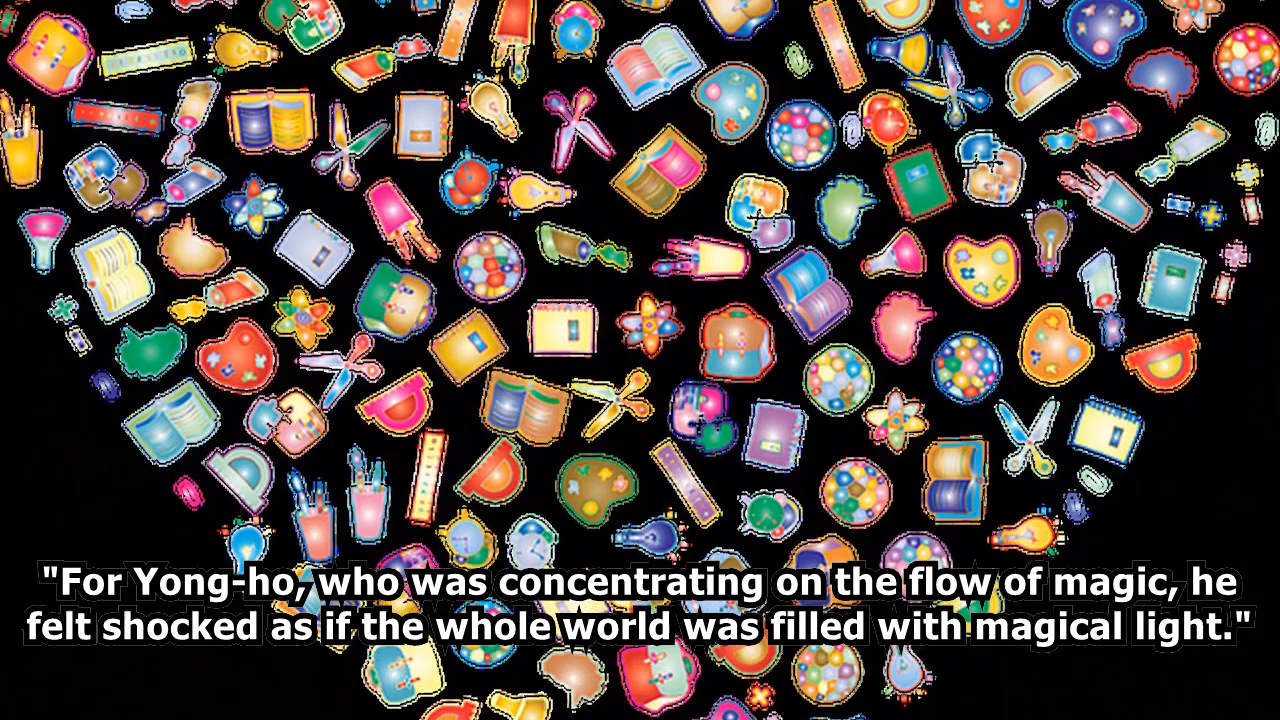 "For Yong-ho, who was concentrating on the flow of magic, he
felt shocked as if the whole world was filled with magical light."